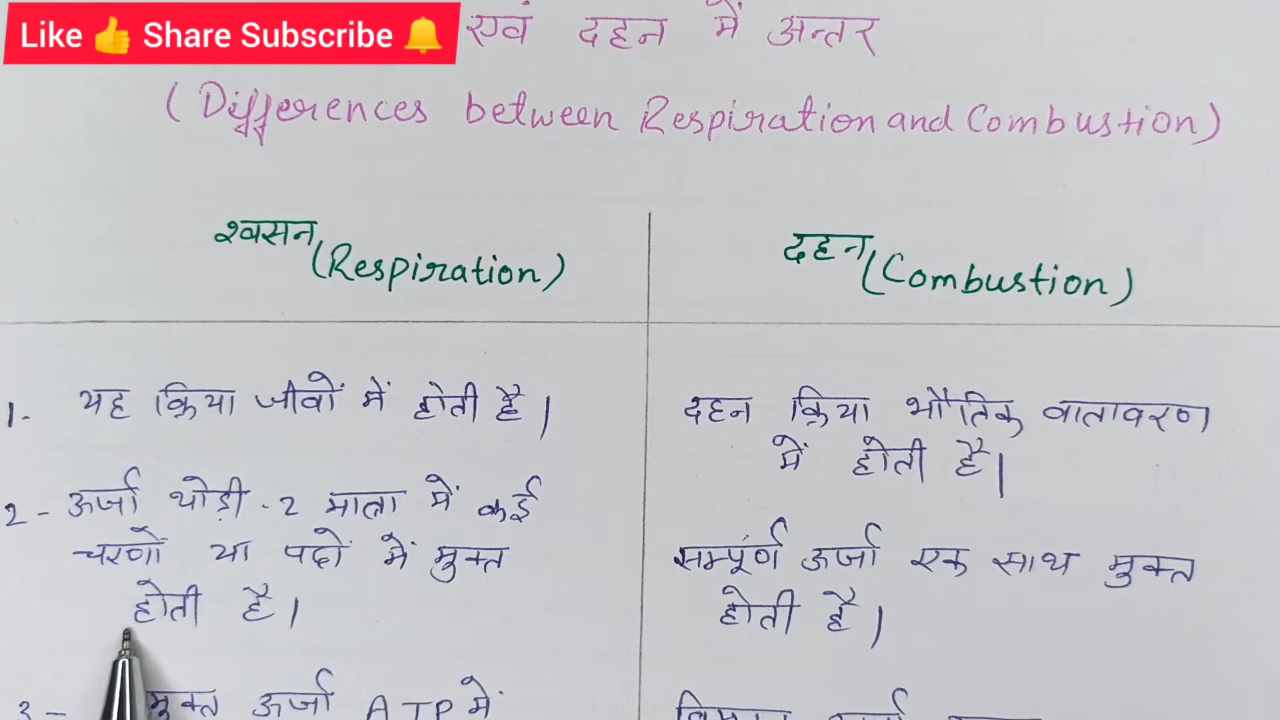 Like 👍 Share Subscribe 🔔
एवं दहन में अन्तर
(Differences between Respiration and Combustion)
श्वसन (Respiration)
दहन (Combustion)
1- यह क्रिया जीवों में होती है।
दहन क्रिया भौतिक वातावरण
में होती है।
2- ऊर्जा थोड़ी-2 मात्रा में कई
चरणों या पदों में मुक्त
होती है।
सम्पूर्ण ऊर्जा एक साथ मुक्त
होती है।
3- मुक्त ऊर्जा ATP में